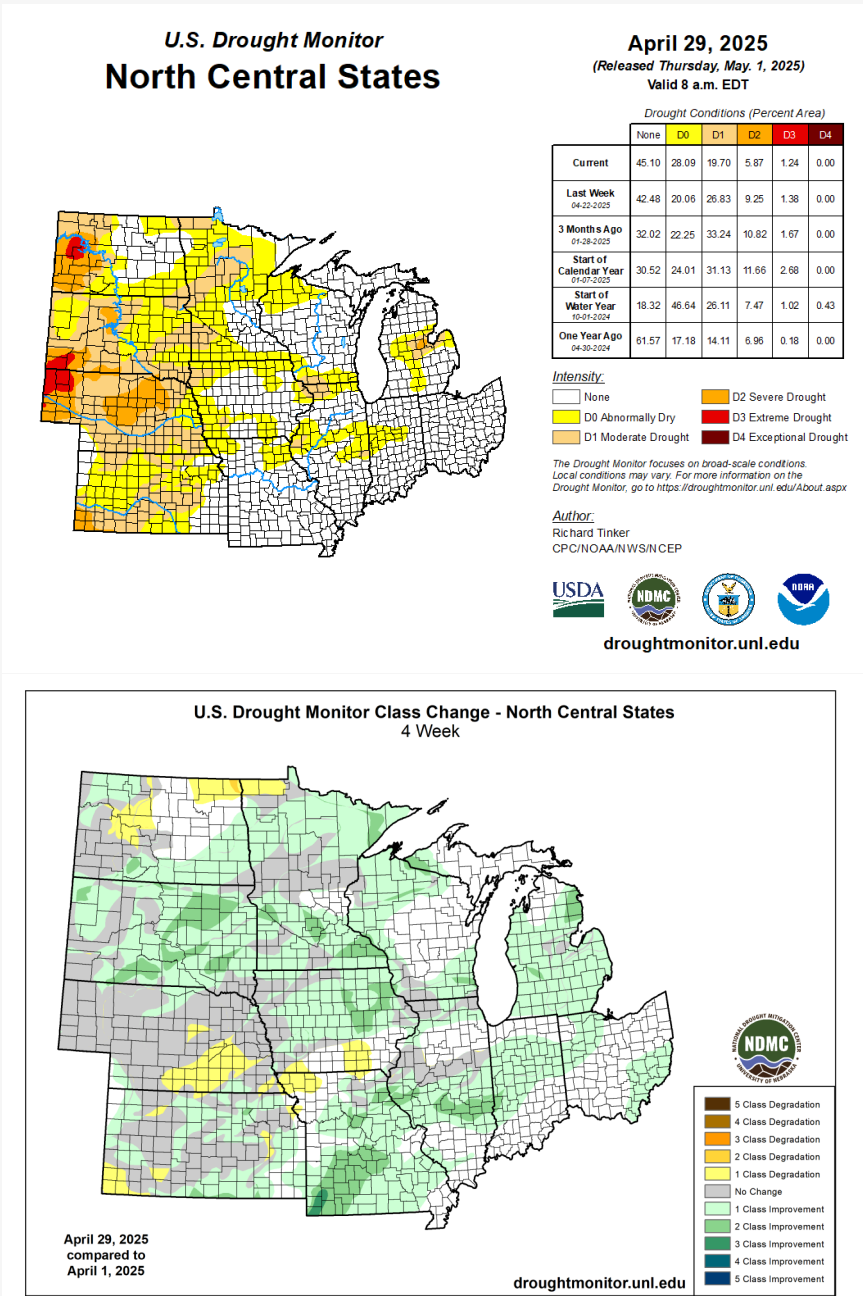 U.S. Drought Monitor
North Central States
April 29, 2025
(Released Thursday, May. 1, 2025)
Valid 8 a.m. EDT
Drought Conditions (Percent Area)
None D0 D1 D2 D3 D4
Current 45.10 28.09 19.70 5.87 1.24 0.00
Last Week 42.48 20.06 26.83 9.25 1.38 0.00
04-22-2025
3 Months Ago 32.02 22.25 33.24 10.82 1.67 0.00
01-28-2025
Start of
Calendar Year 30.52 24.01 31.13 11.66 2.68 0.00
01-07-2025
Start of
Water Year 18.32 46.64 26.11 7.47 1.02 0.43
10-01-2024
One Year Ago 61.57 17.18 14.11 6.96 0.18 0.00
04-30-2024
Intensity:
None
D0 Abnormally Dry
D1 Moderate Drought
D2 Severe Drought
D3 Extreme Drought
D4 Exceptional Drought
The Drought Monitor focuses on broad-scale conditions.
Local conditions may vary. For more information on the
Drought Monitor, go to https://droughtmonitor.unl.edu/About.aspx
Author:
Richard Tinker
CPC/NOAA/NWS/NCEP
USDA
NDMC
NOAA
droughtmonitor.unl.edu
U.S. Drought Monitor Class Change - North Central States
4 Week
NATIONAL DROUGHT MITIGATION CENTER
NDMC
UNIVERSITY OF NEBRASKA
5 Class Degradation
4 Class Degradation
3 Class Degradation
2 Class Degradation
1 Class Degradation
No Change
1 Class Improvement
2 Class Improvement
3 Class Improvement
4 Class Improvement
5 Class Improvement
April 29, 2025
compared to
April 1, 2025
droughtmonitor.unl.edu